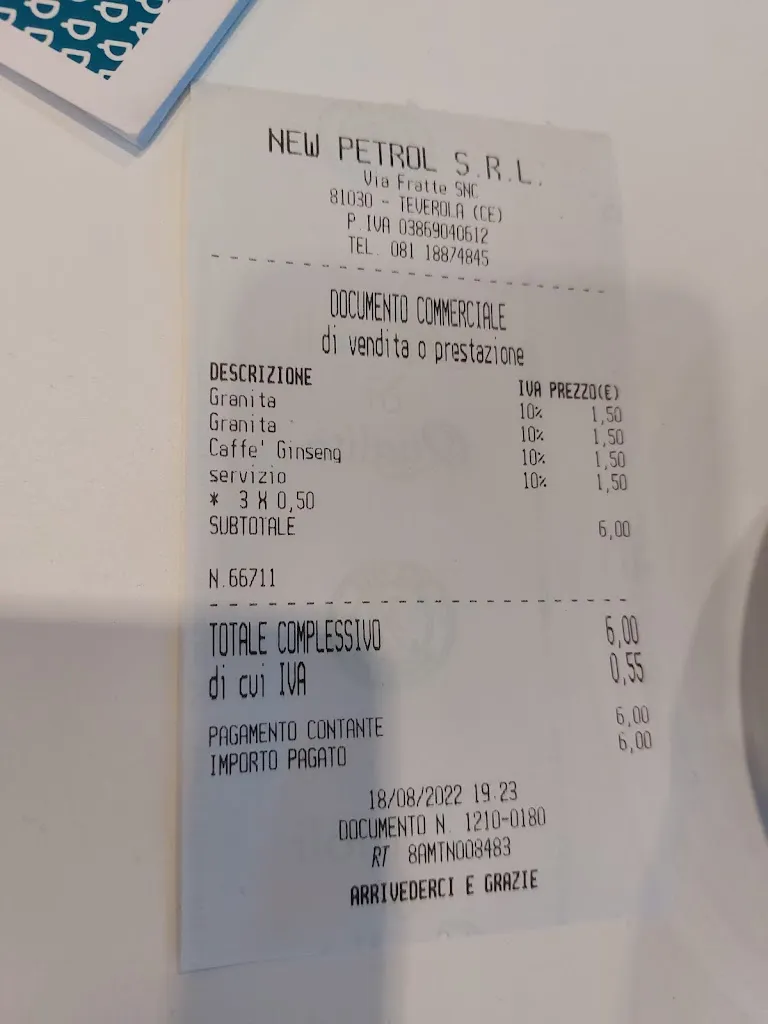 NEW PETROL S.R.L.
Via Fratte SNC
81030 - TEVEROLA (CE)
P.IVA 03869040612
TEL. 081 18874845
DOCUMENTO COMMERCIALE
di vendita o prestazione
DESCRIZIONE IVA PREZZO(€)
Granita 10% 1,50
Granita 10% 1,50
Caffe' Ginseng 10% 1,50
servizio 10% 1,50
* 3 X 0,50
SUBTOTALE 6,00
N.66711
TOTALE COMPLESSIVO 6,00
di cui IVA 0,55
PAGAMENTO CONTANTE 6,00
IMPORTO PAGATO 6,00
18/08/2022 19.23
DOCUMENTO N. 1210-0180
RT 8AMTN008483
ARRIVEDERCI E GRAZIE